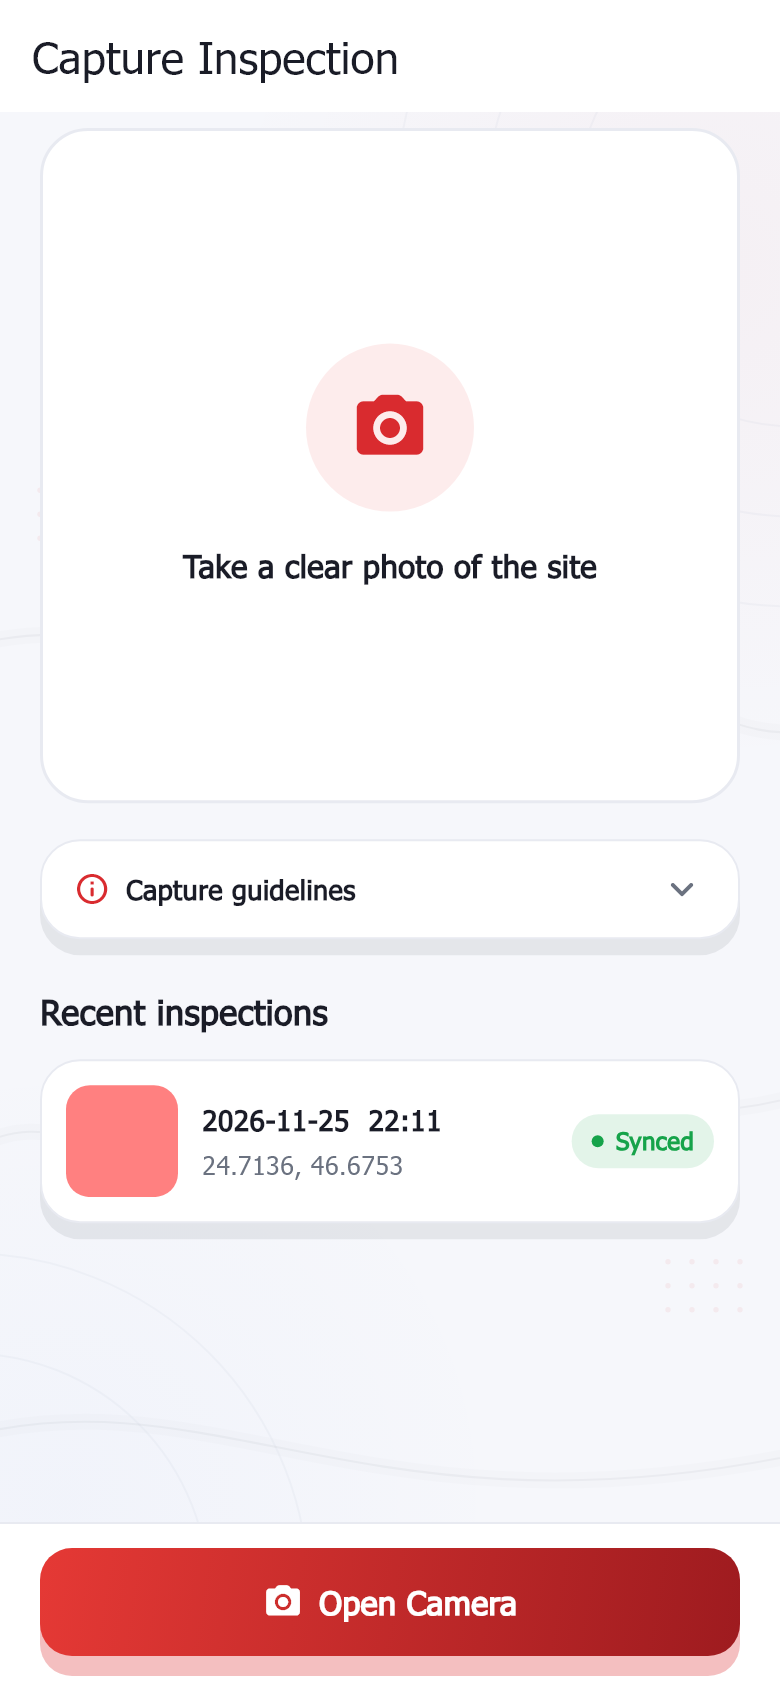 Capture Inspection
Take a clear photo of the site
Capture guidelines
Recent inspections
2026-11-25 22:11
24.7136, 46.6753
Synced
Open Camera